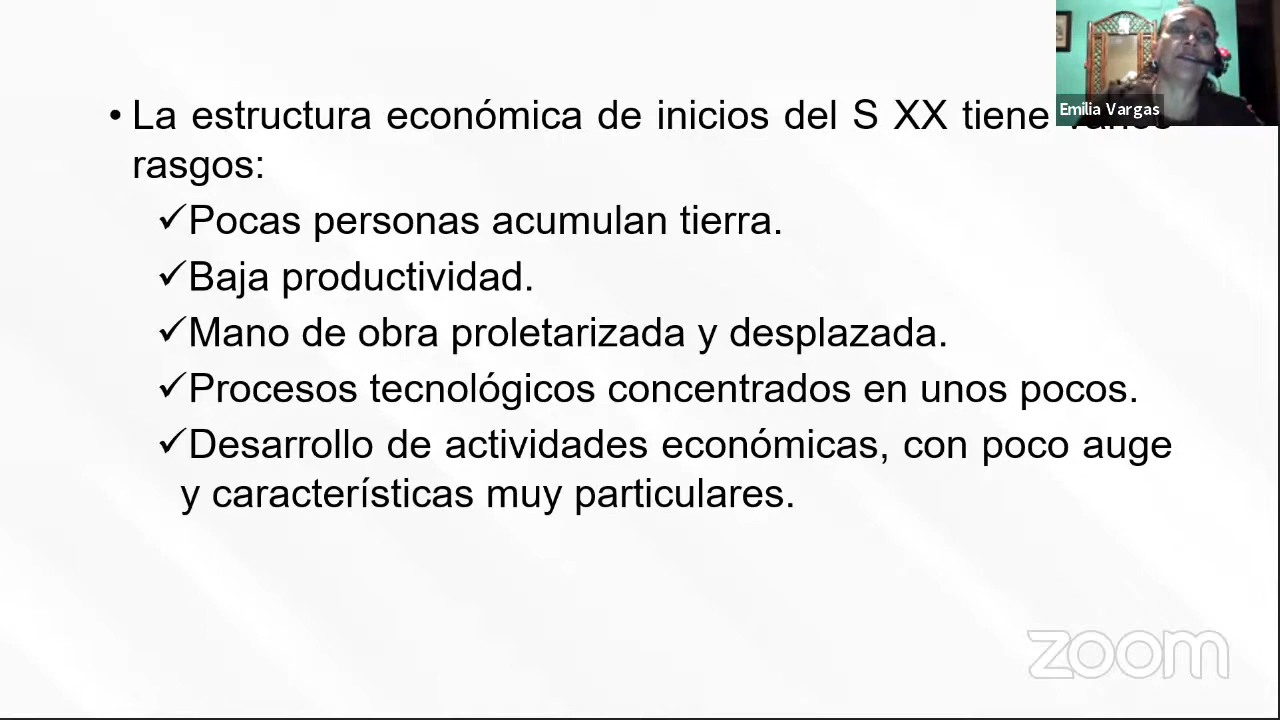 • La estructura económica de inicios del S XX tiene
rasgos:
✓Pocas personas acumulan tierra.
✓Baja productividad.
✓Mano de obra proletarizada y desplazada.
✓Procesos tecnológicos concentrados en unos pocos.
✓Desarrollo de actividades económicas, con poco auge
y características muy particulares.
Emilia Vargas
zoom